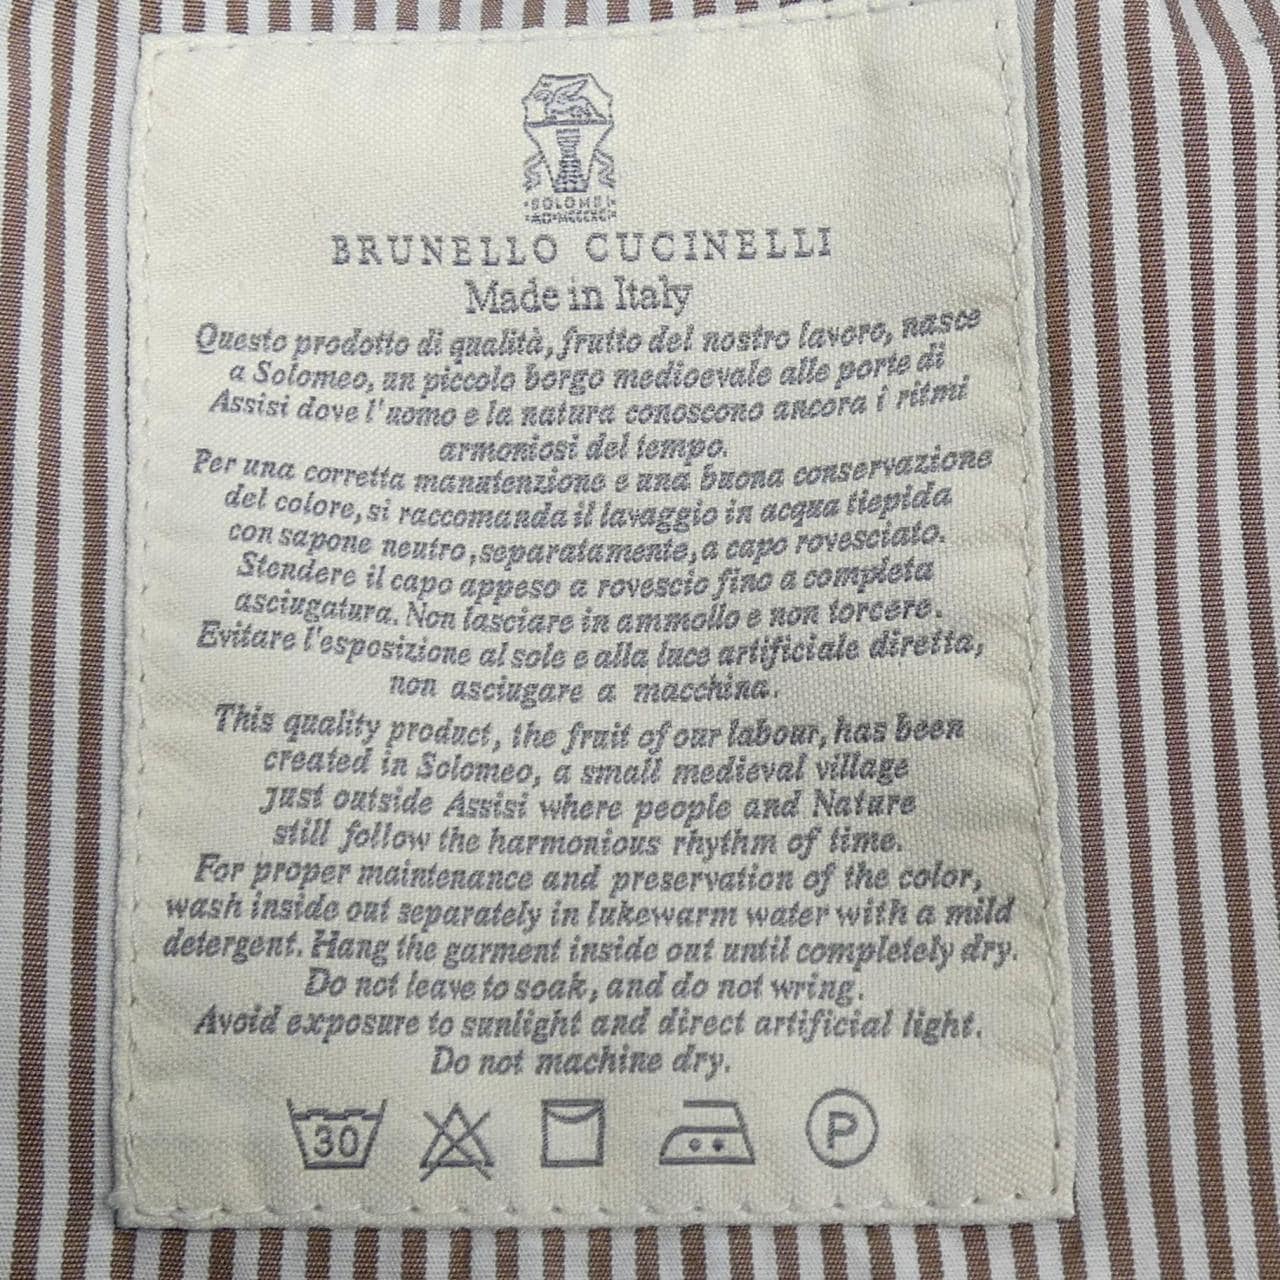 SOLOMEI
BRUNELLO CUCINELLI
Made in Italy
Questo prodotto di qualità, frutto del nostro lavoro, nasce
a Solomeo, un piccolo borgo medioevale alle porte di
Assisi dove l'uomo e la natura conoscono ancora i ritmi
armoniosi del tempo.
Per una corretta manutenzione e una buona conservazione
del colore, si raccomanda il lavaggio in acqua tiepida
con sapone neutro, separatamente, a capo rovesciato.
Stendere il capo appeso a rovescio fino a completa
asciugatura. Non lasciare in ammollo e non torcere.
Evitare l'esposizione al sole e alla luce artificiale diretta,
non asciugare a macchina.
This quality product, the fruit of our labour, has been
created in Solomeo, a small medieval village
just outside Assisi where people and Nature
still follow the harmonious rhythm of time.
For proper maintenance and preservation of the color,
wash inside out separately in lukewarm water with a mild
detergent. Hang the garment inside out until completely dry.
Do not leave to soak, and do not wring.
Avoid exposure to sunlight and direct artificial light.
Do not machine dry.
30 P